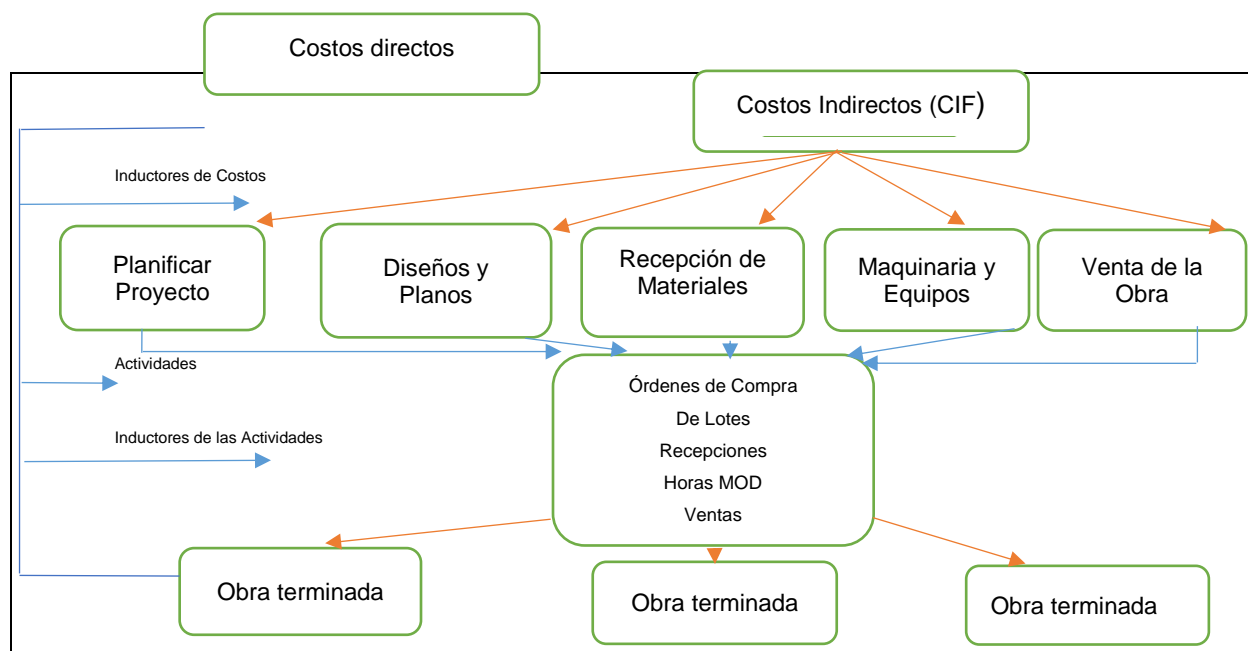 Costos directos
Costos Indirectos (CIF)
Inductores de Costos
Planificar
Proyecto
Diseños y
Planos
Recepción de
Materiales
Maquinaria y
Equipos
Venta de la
Obra
Actividades
Inductores de las Actividades
Órdenes de Compra
De Lotes
Recepciones
Horas MOD
Ventas
Obra terminada
Obra terminada
Obra terminada